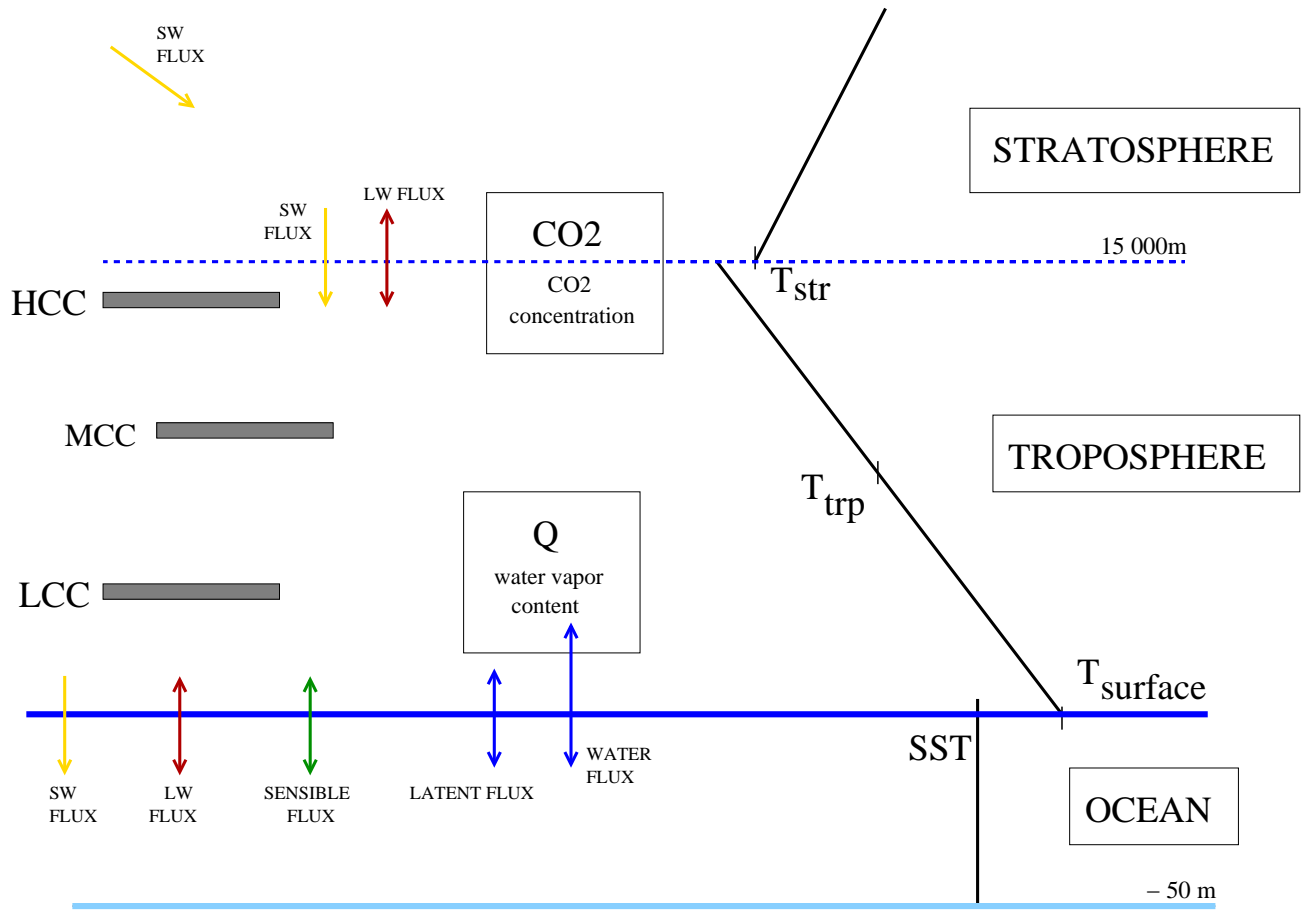 SW
FLUX
STRATOSPHERE
LW FLUX
SW
FLUX
CO2
15 000m
T str
CO2
concentration
HCC
MCC
TROPOSPHERE
T trp
Q
water vapor
content
LCC
T surface
SST
WATER
FLUX
SW
FLUX
LW
FLUX
SENSIBLE
FLUX
LATENT FLUX
OCEAN
– 50 m